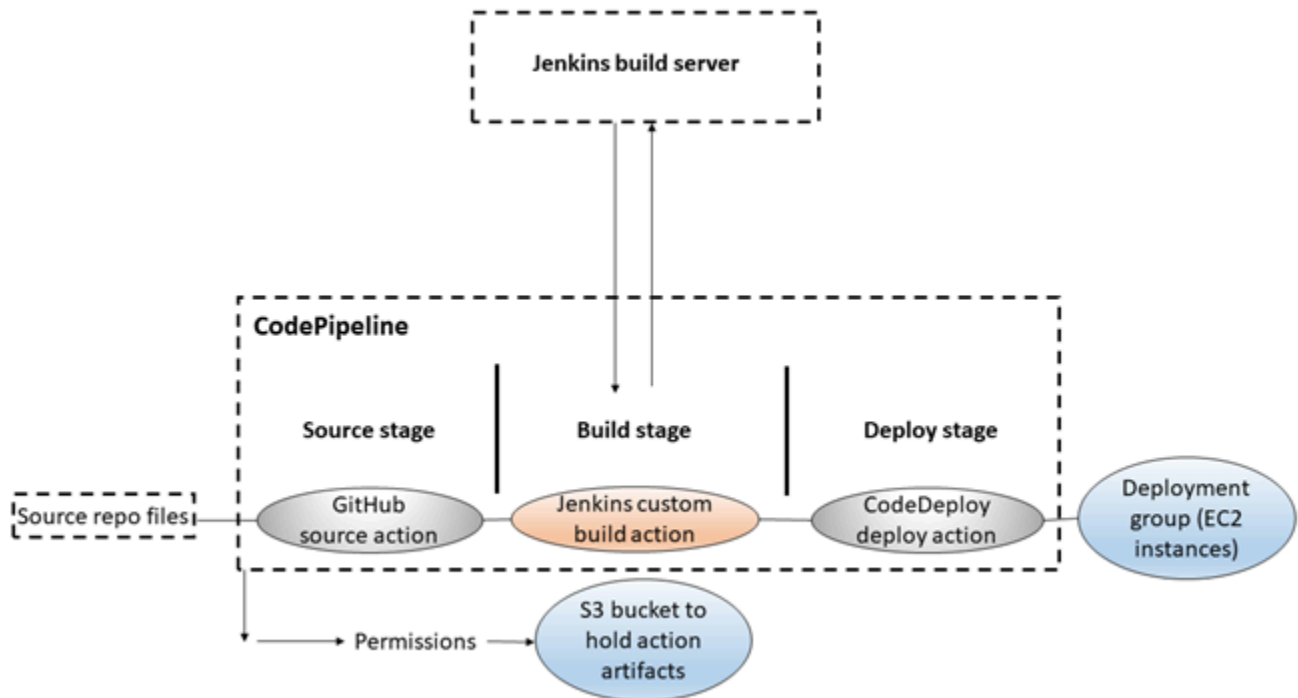 Jenkins build server
CodePipeline
Source stage
Build stage
Deploy stage
Source repo files
GitHub
source action
Jenkins custom
build action
CodeDeploy
deploy action
Deployment
group (EC2
instances)
Permissions
S3 bucket to
hold action
artifacts